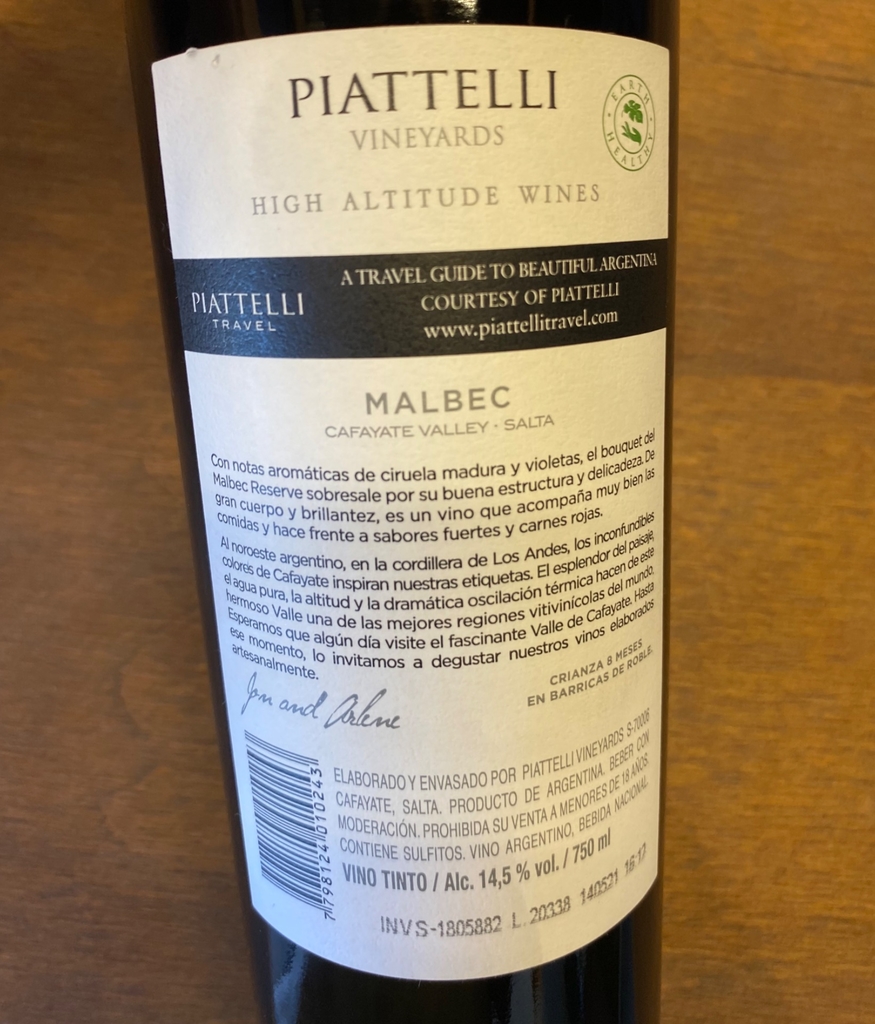 PIATTELLI
VINEYARDS
EARTH HEALTHY
HIGH ALTITUDE WINES
PIATTELLI
TRAVEL
A TRAVEL GUIDE TO BEAUTIFUL ARGENTINA
COURTESY OF PIATTELLI
www.piattellitravel.com
MALBEC
CAFAYATE VALLEY · SALTA
Con notas aromáticas de ciruela madura y violetas, el bouquet del
Malbec Reserve sobresale por su buena estructura y delicadeza. De
gran cuerpo y brillantez, es un vino que acompaña muy bien las
comidas y hace frente a sabores fuertes y carnes rojas.
Al noroeste argentino, en la cordillera de Los Andes, los inconfundibles
colores de Cafayate inspiran nuestras etiquetas. El esplendor del paisaje,
el agua pura, la altitud y la dramática oscilación térmica hacen de este
hermoso Valle una de las mejores regiones vitivinícolas del mundo.
Esperamos que algún día visite el fascinante Valle de Cafayate. Hasta
ese momento, lo invitamos a degustar nuestros vinos elaborados
artesanalmente.
Jon and Arlene
CRIANZA 8 MESES
EN BARRICAS DE ROBLE.
ELABORADO Y ENVASADO POR PIATTELLI VINEYARDS S-70006
CAFAYATE, SALTA. PRODUCTO DE ARGENTINA. BEBER CON
MODERACIÓN. PROHIBIDA SU VENTA A MENORES DE 18 AÑOS.
CONTIENE SULFITOS. VINO ARGENTINO, BEBIDA NACIONAL
VINO TINTO / Alc. 14,5 % vol. / 750 ml
7 798124 010243
INVS-1805882 L. 20338 140521 16:17